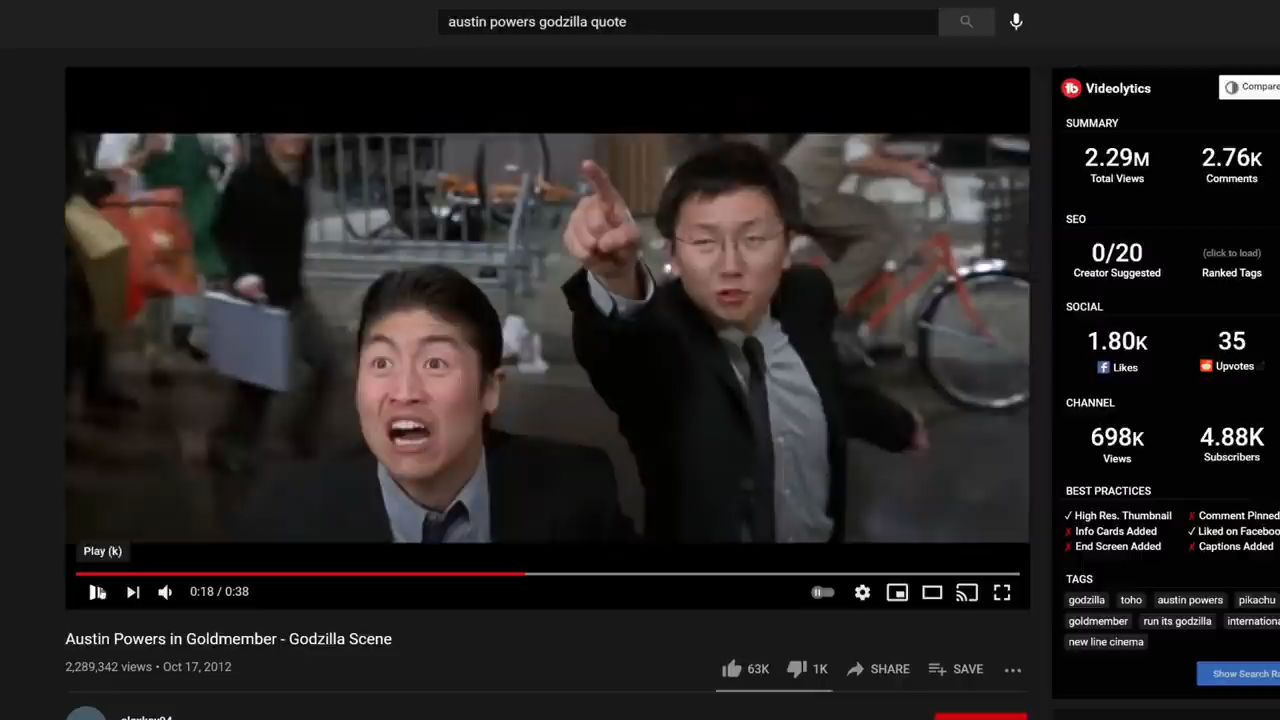 austin powers godzilla quote
Videolytics
Compare
SUMMARY
2.29M
2.76K
Total Views
Comments
SEO
0/20
(click to load)
Creator Suggested
Ranked Tags
SOCIAL
1.80K
35
Likes
Upvotes
CHANNEL
698K
4.88K
Views
Subscribers
BEST PRACTICES
✓ High Res. Thumbnail
✗ Comment Pinned
✗ Info Cards Added
✓ Liked on Faceboo
✗ End Screen Added
✗ Captions Added
TAGS
godzilla toho austin powers pikachu
goldmember run its godzilla internationa
new line cinema
Show Search Ra
Play (k)
0:18 / 0:38
Austin Powers in Goldmember - Godzilla Scene
2,289,342 views • Oct 17, 2012
63K 1K SHARE SAVE